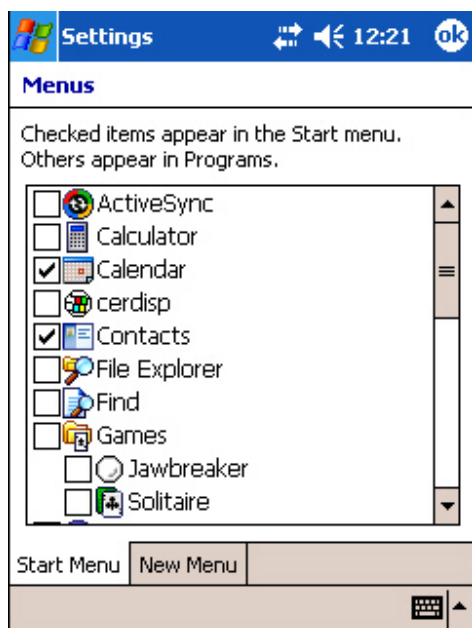 Settings 12:21 ok
Menus
Checked items appear in the Start menu.
Others appear in Programs.
ActiveSync
Calculator
Calendar
cerdisp
Contacts
File Explorer
Find
Games
Jawbreaker
Solitaire
Start Menu New Menu